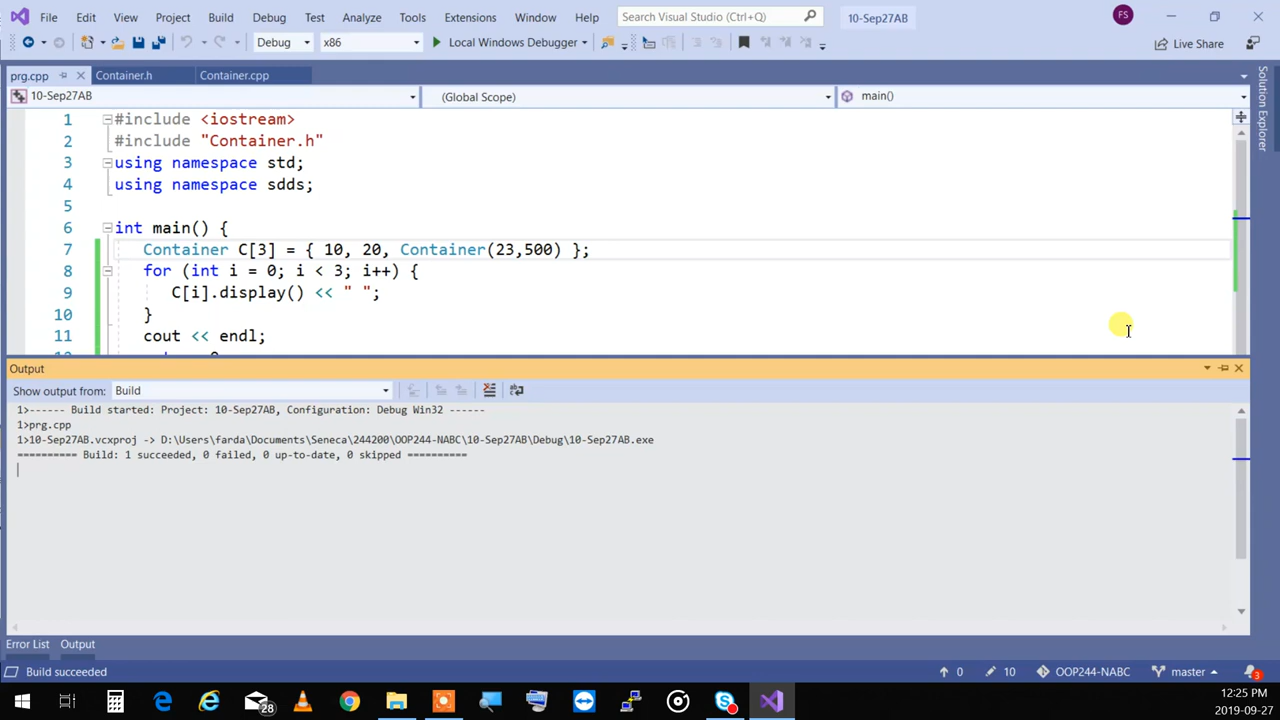 File Edit View Project Build Debug Test Analyze Tools Extensions Window Help Search Visual Studio (Ctrl+Q) 10-Sep27AB FS
Debug x86 Local Windows Debugger Live Share
prg.cpp Container.h Container.cpp
10-Sep27AB (Global Scope) main()
Solution Explorer
1 #include <iostream>
2 #include "Container.h"
3 using namespace std;
4 using namespace sdds;
5
6 int main() {
7 Container C[3] = { 10, 20, Container(23,500) };
8 for (int i = 0; i < 3; i++) {
9 C[i].display() << " ";
10 }
11 cout << endl;
Output
Show output from: Build
1>------ Build started: Project: 10-Sep27AB, Configuration: Debug Win32 ------
1>prg.cpp
1>10-Sep27AB.vcxproj -> D:\Users\farda\Documents\Seneca\244200\OOP244-NABC\10-Sep27AB\Debug\10-Sep27AB.exe
========== Build: 1 succeeded, 0 failed, 0 up-to-date, 0 skipped ==========
Error List Output
Build succeeded 0 10 OOP244-NABC master 3
28
12:25 PM
2019-09-27